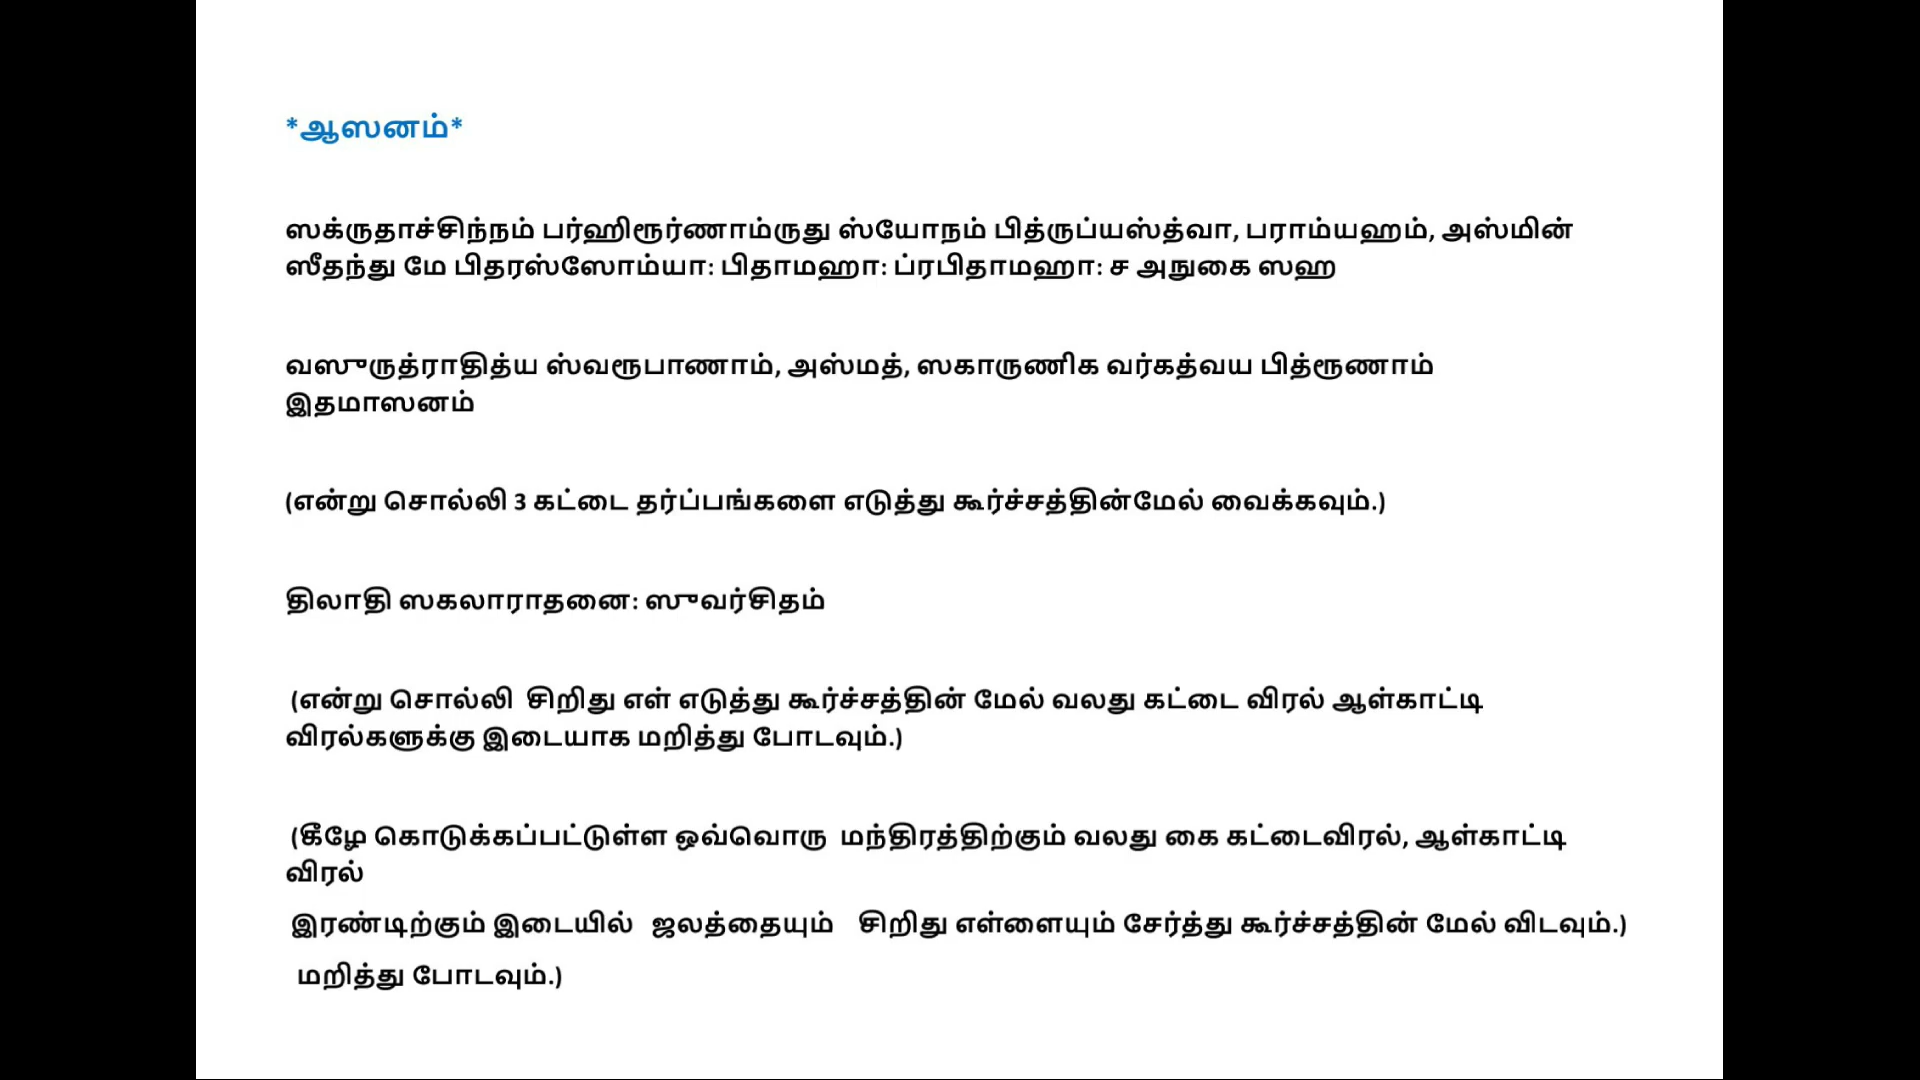 *ஆஸனம்*
ஸக்ருதாச்சிந்நம் பர்ஹிரூர்ணாம்ருது ஸ்யோநம் பித்ருப்யஸ்த்வா, பராம்யஹம், அஸ்மின்
ஸீதந்து மே பிதரஸ்ஸோம்யா: பிதாமஹா: ப்ரபிதாமஹா: ச அநுகை ஸஹ
வஸுருத்ராதித்ய ஸ்வரூபாணாம், அஸ்மத், ஸகாருணிக வர்கத்வய பித்ரூணாம்
இதமாஸனம்
(என்று சொல்லி 3 கட்டை தர்ப்பங்களை எடுத்து கூர்ச்சத்தின்மேல் வைக்கவும்.)
திலாதி ஸகலாராதனை: ஸுவர்சிதம்
(என்று சொல்லி சிறிது எள் எடுத்து கூர்ச்சத்தின் மேல் வலது கட்டை விரல் ஆள்காட்டி
விரல்களுக்கு இடையாக மறித்து போடவும்.)
(கீழே கொடுக்கப்பட்டுள்ள ஒவ்வொரு மந்திரத்திற்கும் வலது கை கட்டைவிரல், ஆள்காட்டி
விரல்
இரண்டிற்கும் இடையில் ஜலத்தையும் சிறிது எள்ளையும் சேர்த்து கூர்ச்சத்தின் மேல் விடவும்.)
மறித்து போடவும்.)